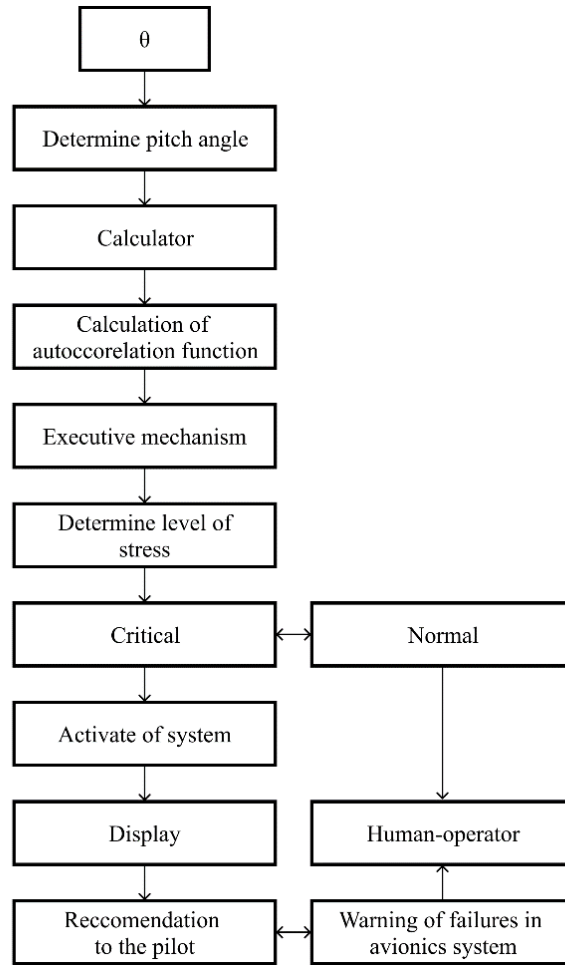 θ
Determine pitch angle
Calculator
Calculation of
autoccorelation function
Executive mechanism
Determine level of
stress
Critical
Normal
Activate of system
Display
Human-operator
Reccomendation
to the pilot
Warning of failures in
avionics system